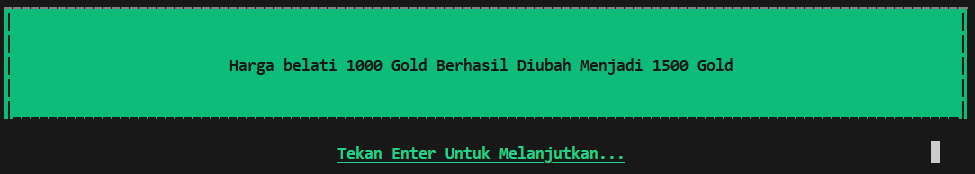 Harga belati 1000 Gold Berhasil Diubah Menjadi 1500 Gold
Tekan Enter Untuk Melanjutkan...